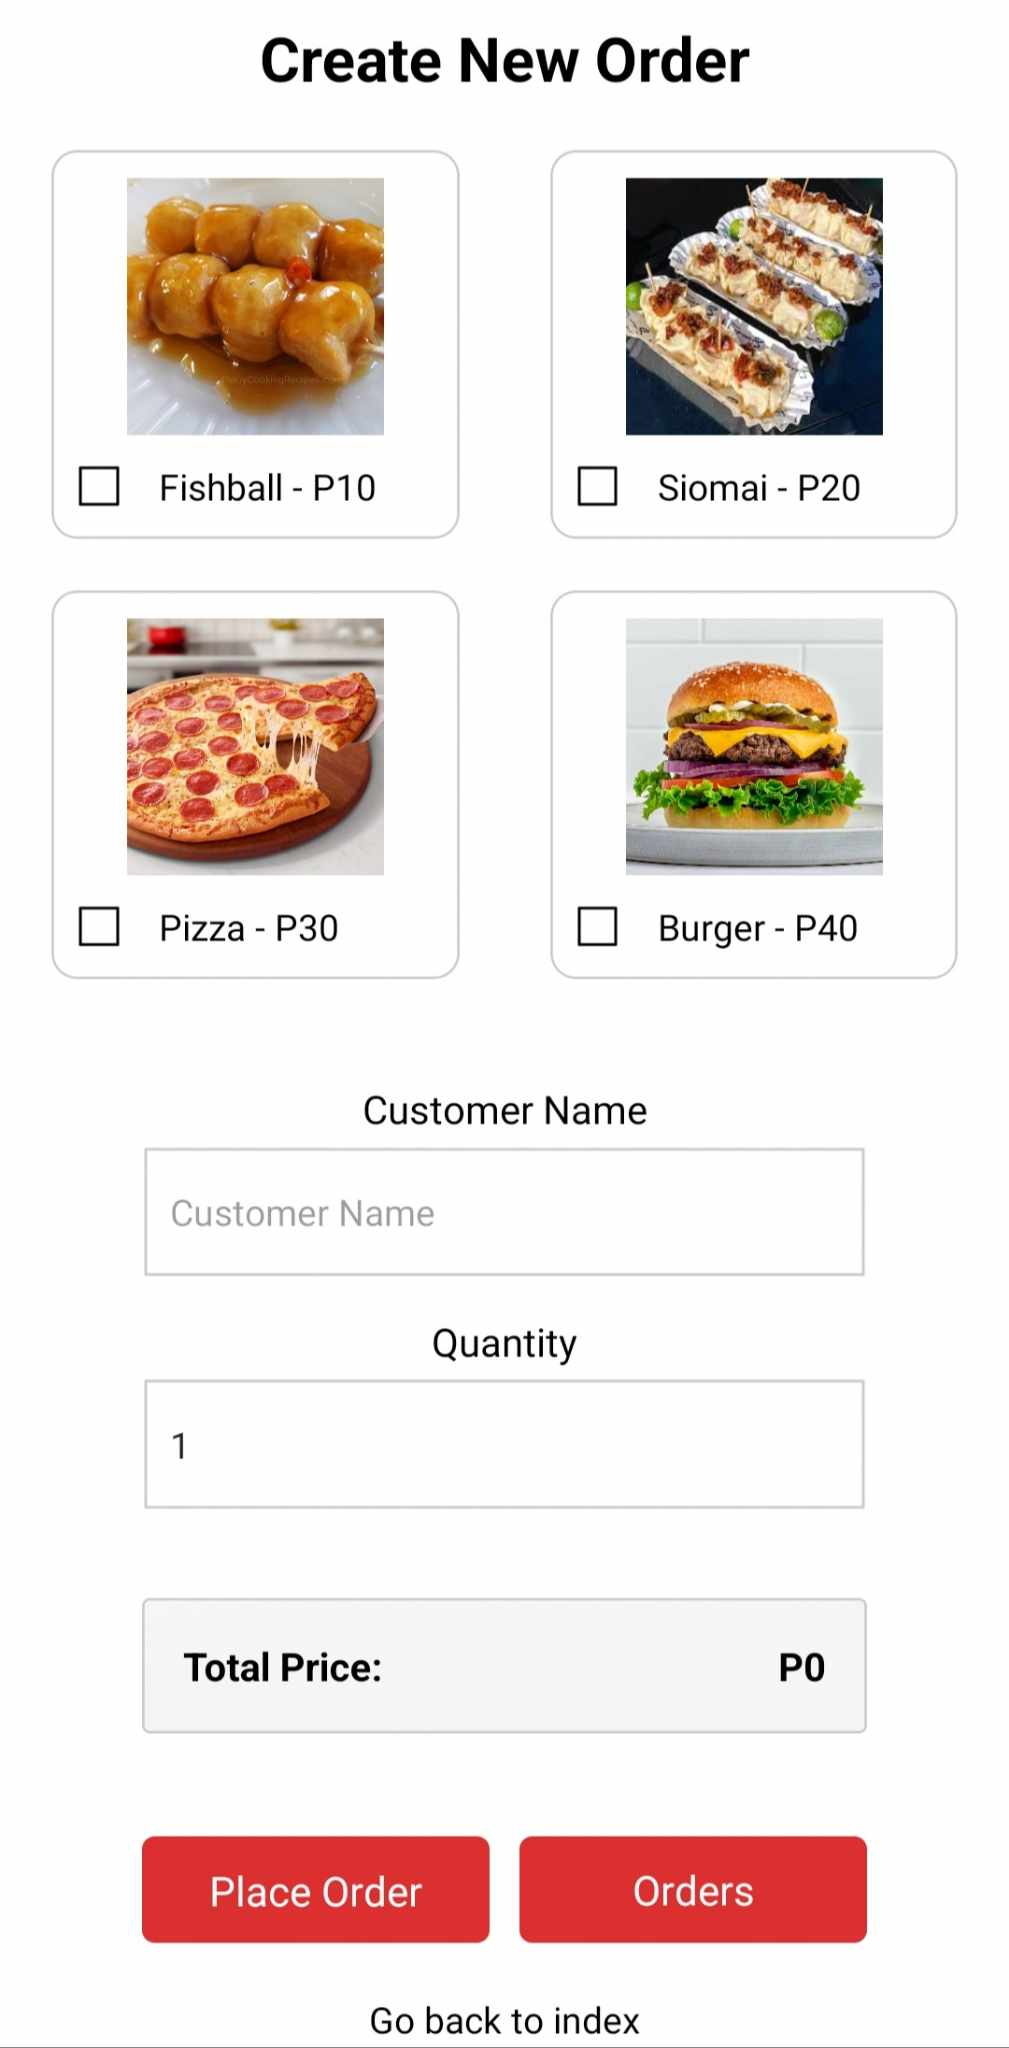 Create New Order
Fishball - P10
Siomai - P20
Pizza - P30
Burger - P40
Customer Name
Customer Name
Quantity
1
Total Price: P0
Place Order
Orders
Go back to index